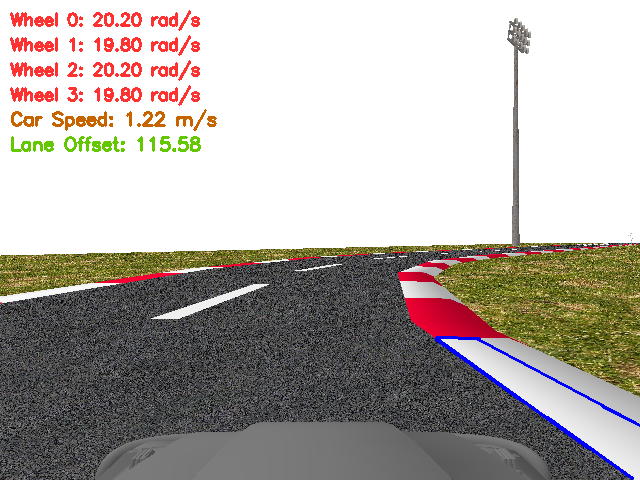 Wheel 0: 20.20 rad/s
Wheel 1: 19.80 rad/s
Wheel 2: 20.20 rad/s
Wheel 3: 19.80 rad/s
Car Speed: 1.22 m/s
Lane Offset: 115.58